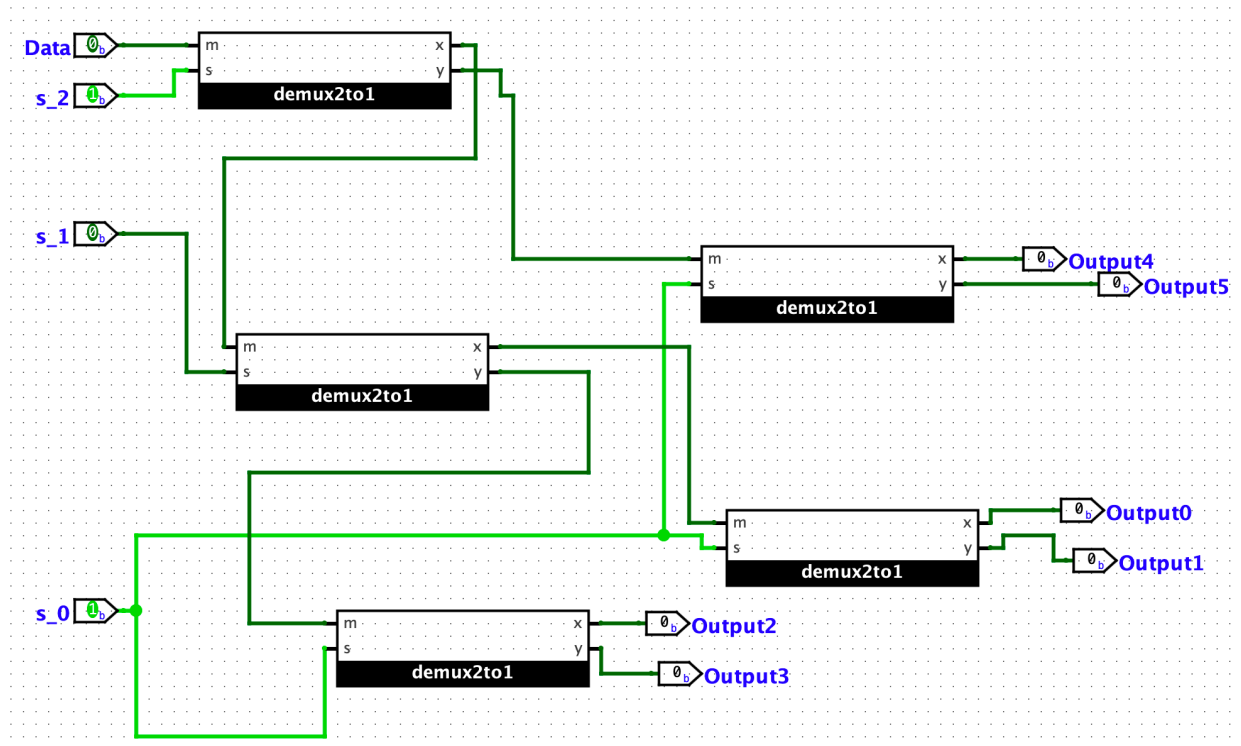 Data 0b
m x
s y
demux2to1
s_2 1b
s_1 0b
m x
s y
demux2to1
0b Output4
0b Output5
m x
s y
demux2to1
m x
s y
demux2to1
0b Output0
0b Output1
s_0 1b
m x
s y
demux2to1
0b Output2
0b Output3